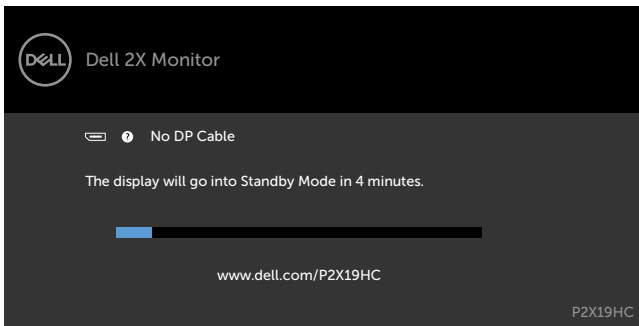 DELL
Dell 2X Monitor
? No DP Cable
The display will go into Standby Mode in 4 minutes.
www.dell.com/P2X19HC
P2X19HC